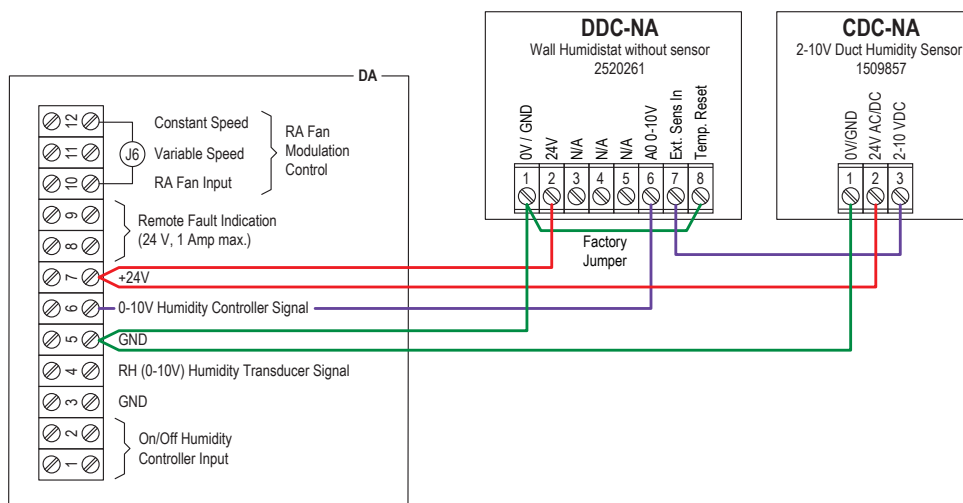 DDC-NA
Wall Humidistat without sensor
2520261
0V / GND
24V
N/A
N/A
N/A
A0 0-10V
Ext. Sens In
Temp. Reset
1 2 3 4 5 6 7 8
Factory
Jumper
CDC-NA
2-10V Duct Humidity Sensor
1509857
0V/GND
24V AC/DC
2-10 VDC
1 2 3
DA
12
Constant Speed
11
J6
Variable Speed
10
RA Fan Input
RA Fan
Modulation
Control
9
8
Remote Fault Indication
(24 V, 1 Amp max.)
7
+24V
6
0-10V Humidity Controller Signal
5
GND
4
RH (0-10V) Humidity Transducer Signal
3
GND
2
1
On/Off Humidity
Controller Input